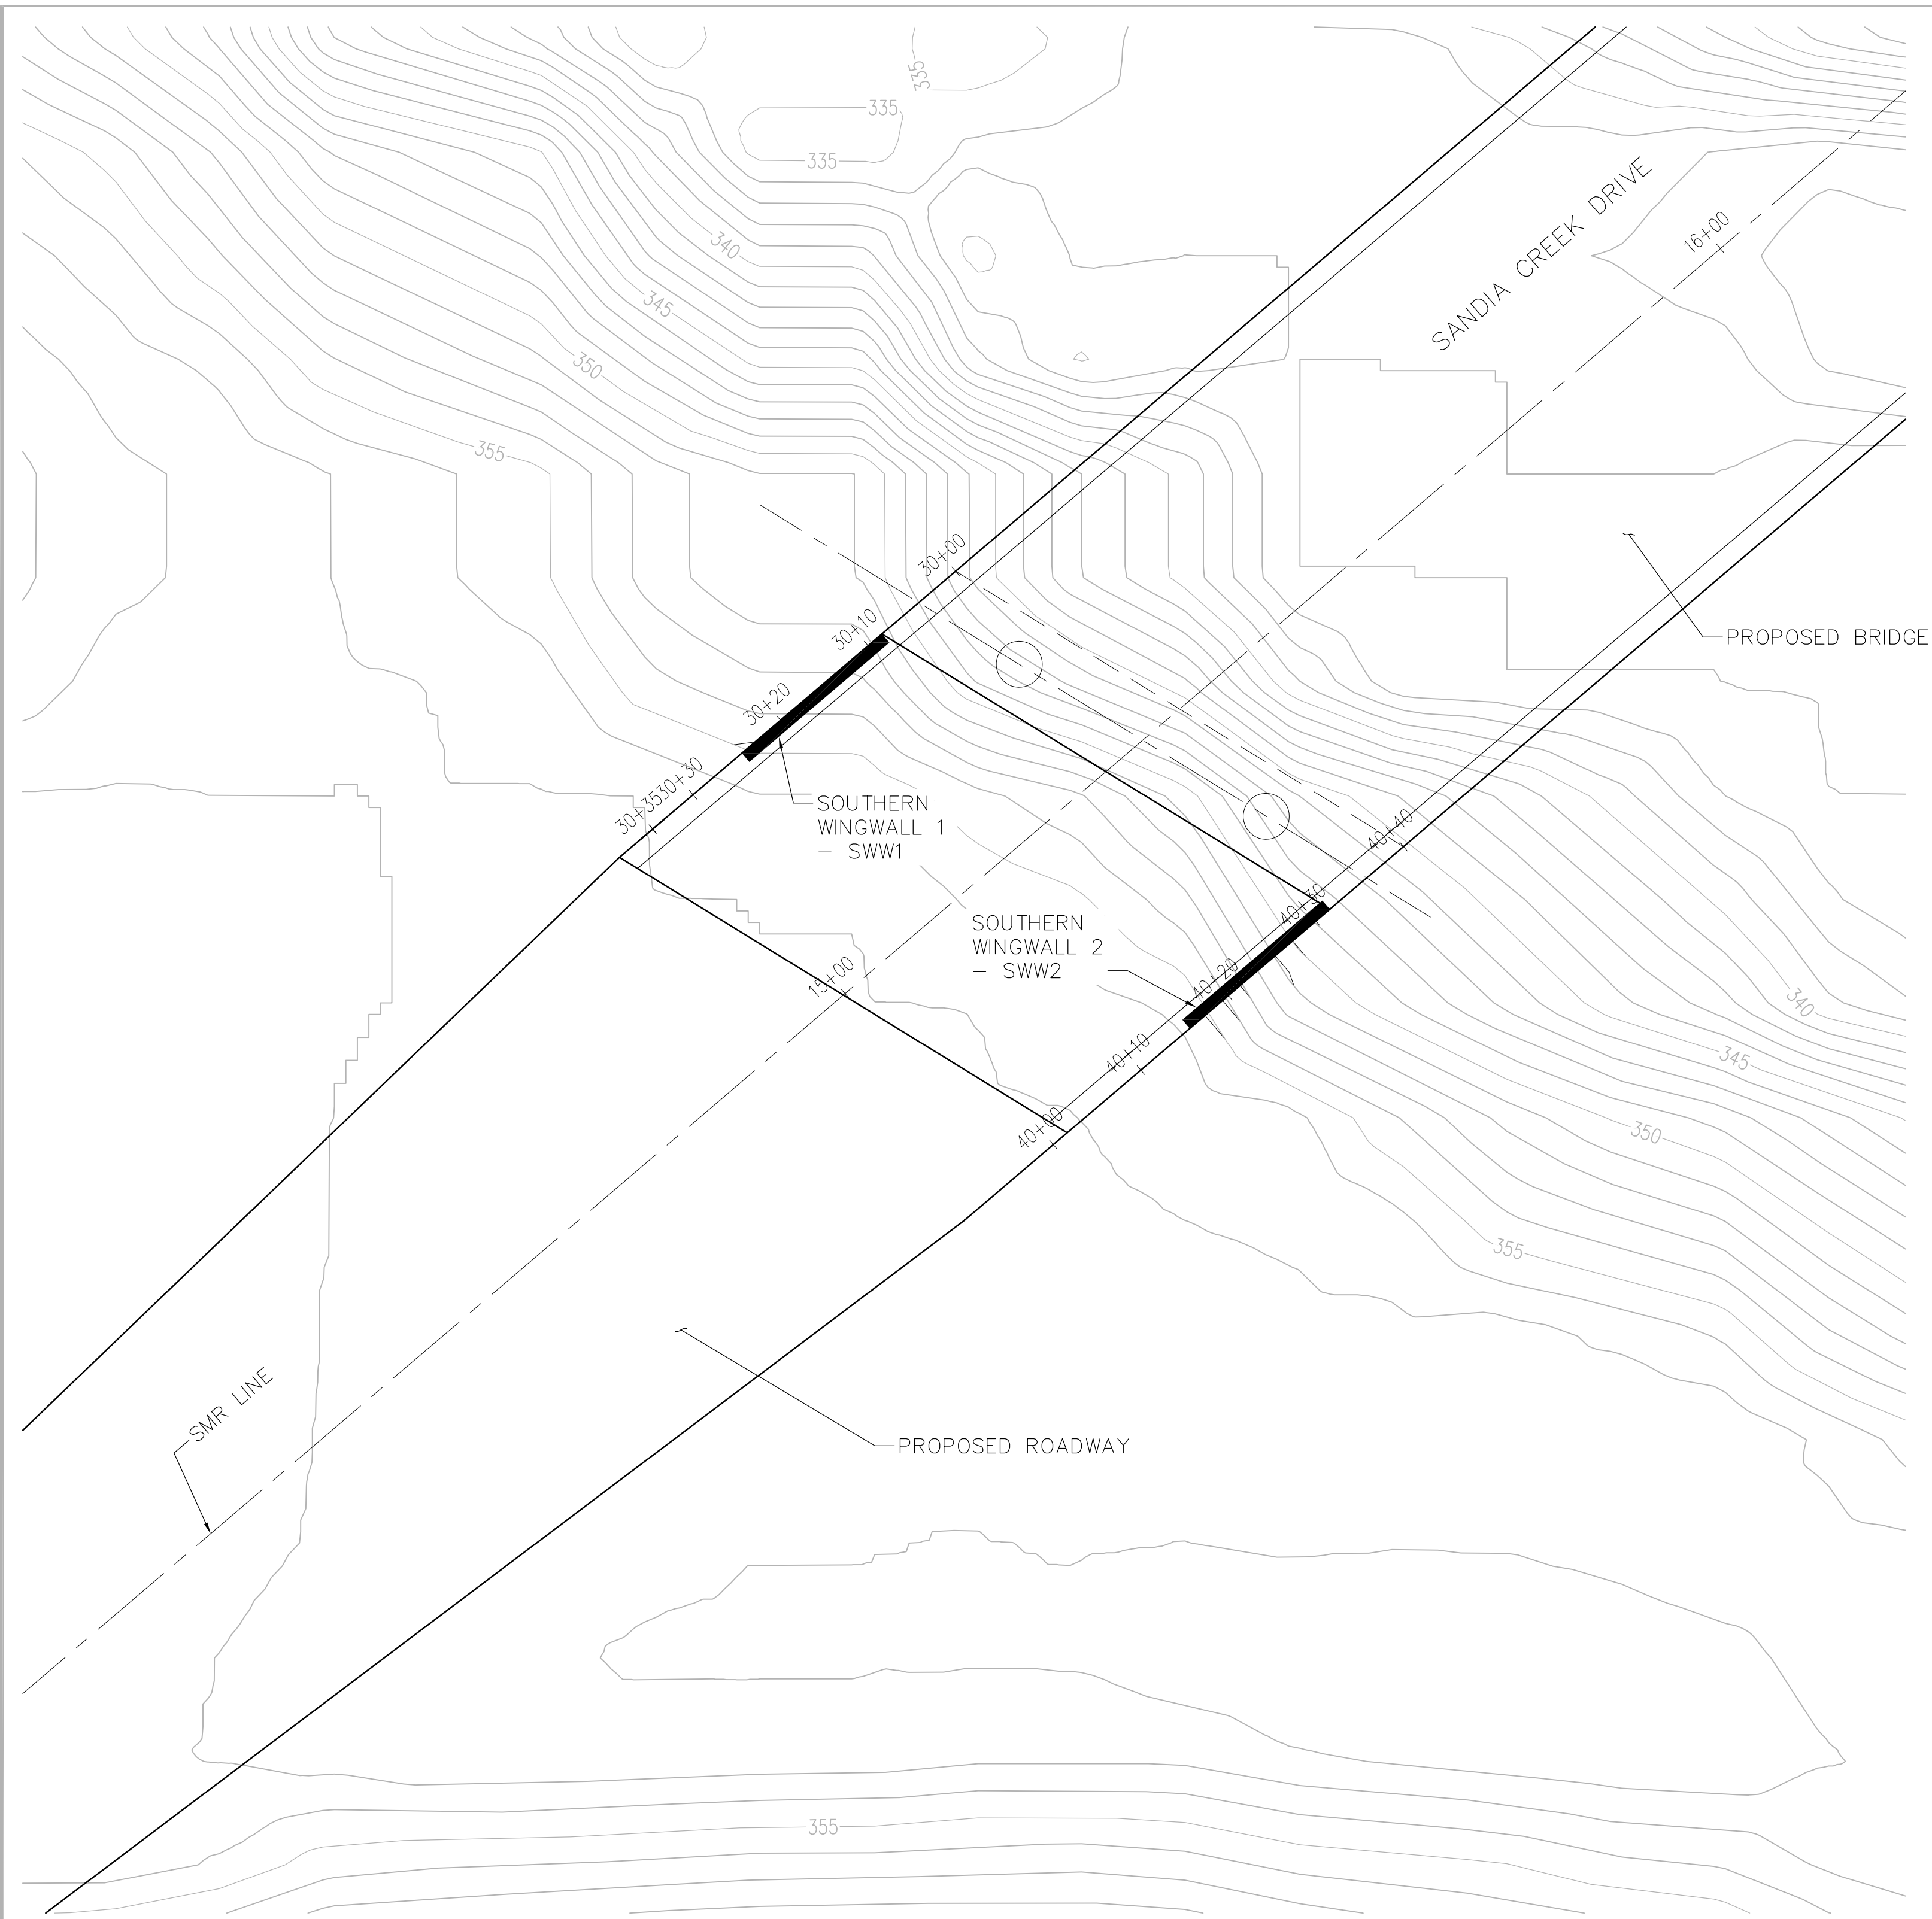 335
335
335
340
345
350
355
SANDIA CREEK DRIVE
16+00
PROPOSED BRIDGE
30+00
30+10
30+20
30+30
30+35
SOUTHERN
WINGWALL 1
- SWW1
40+40
40+30
SOUTHERN
WINGWALL 2
- SWW2
40+20
40+10
40+00
15+00
340
345
350
355
SMR LINE
PROPOSED ROADWAY
355